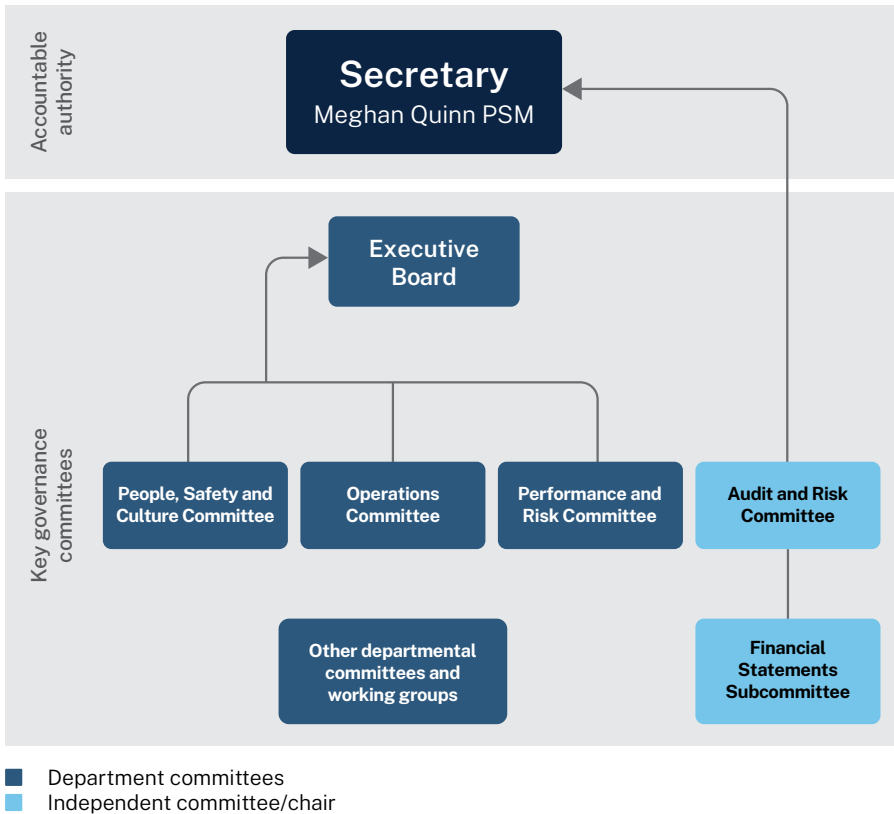 Accountable
authority
Secretary
Meghan Quinn PSM
Key governance
committees
Executive
Board
People, Safety and
Culture Committee
Operations
Committee
Performance and
Risk Committee
Audit and Risk
Committee
Other departmental
committees and
working groups
Financial
Statements
Subcommittee
Department committees
Independent committee/chair